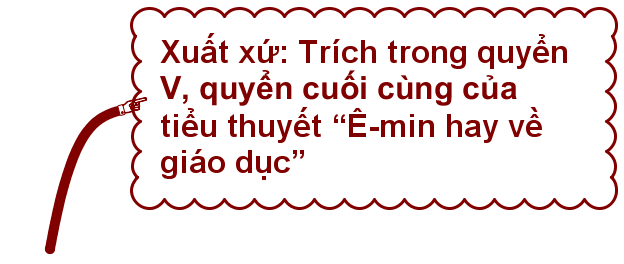 Xuất xứ: Trích trong quyển
V, quyển cuối cùng của
tiểu thuyết “Ê-min hay về
giáo dục”